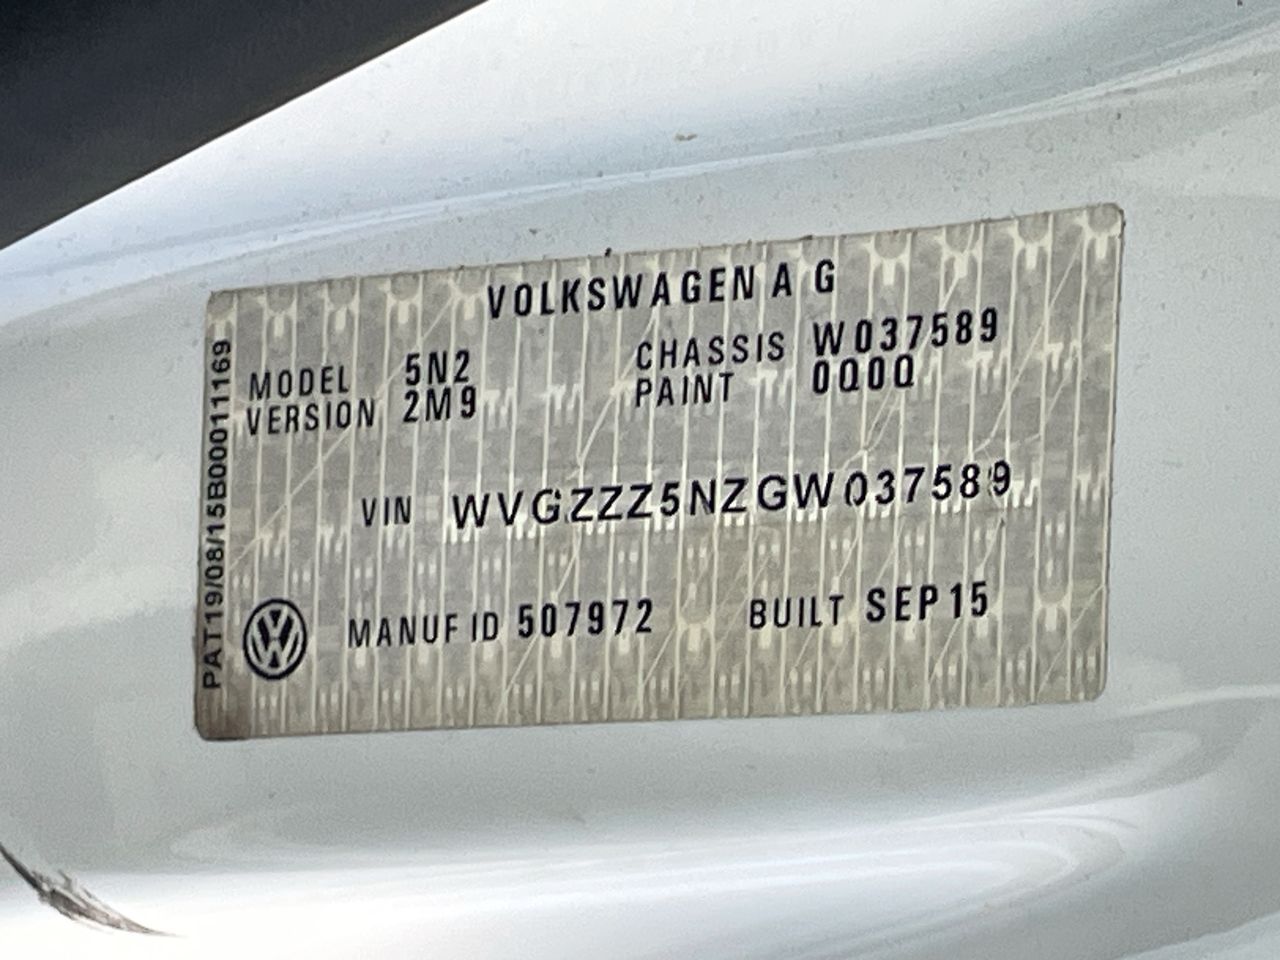 VOLKSWAGEN A G
MODEL 5N2 CHASSIS W037589
VERSION 2M9 PAINT 0Q0Q
VIN WVGZZZ5NZGW037589
MANUF ID 507972 BUILT SEP15
PAT19/08/15B00011169